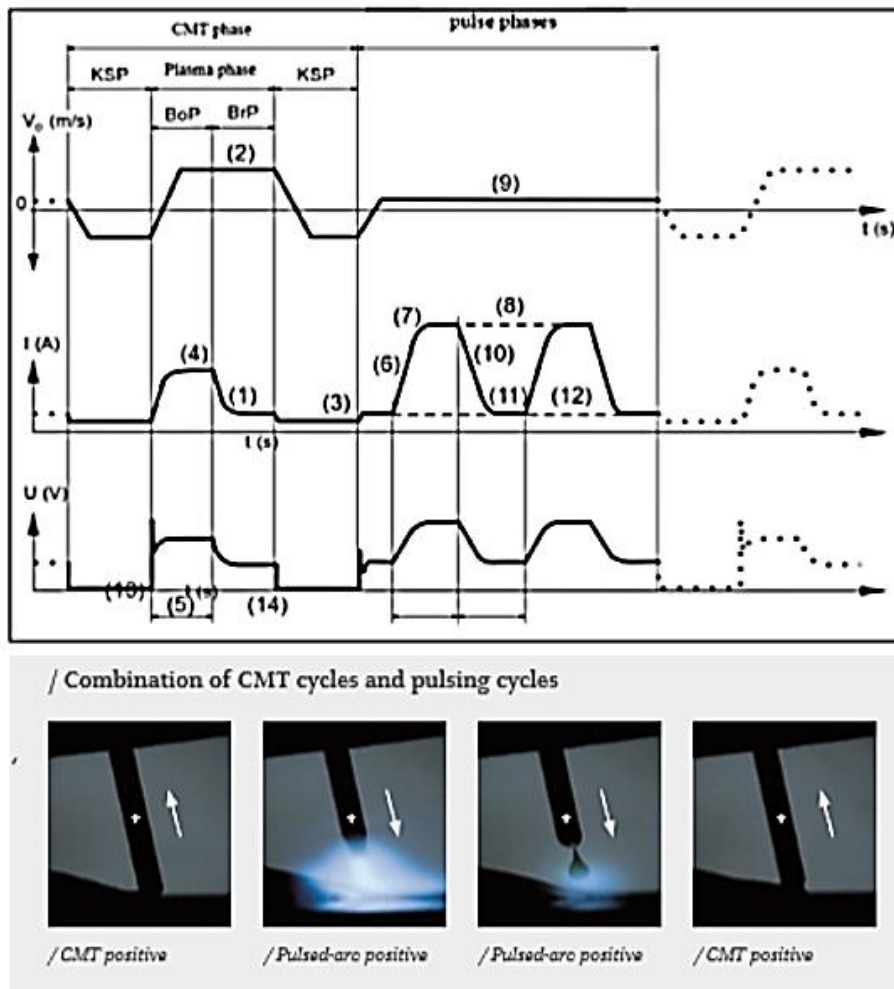 CMT phase pulse phases
KSP Plasma phase KSP
BoP BrP
(m/s)
(2)
(9)
0
t (s)
(7) (8)
I (A)
(4) (6) (10)
(1) (3) (11) (12)
t (s)
U (V)
(13) t (s)
(5) (14)
/ Combination of CMT cycles and pulsing cycles
/ CMT positive / Pulsed-arc positive / Pulsed-arc positive / CMT positive